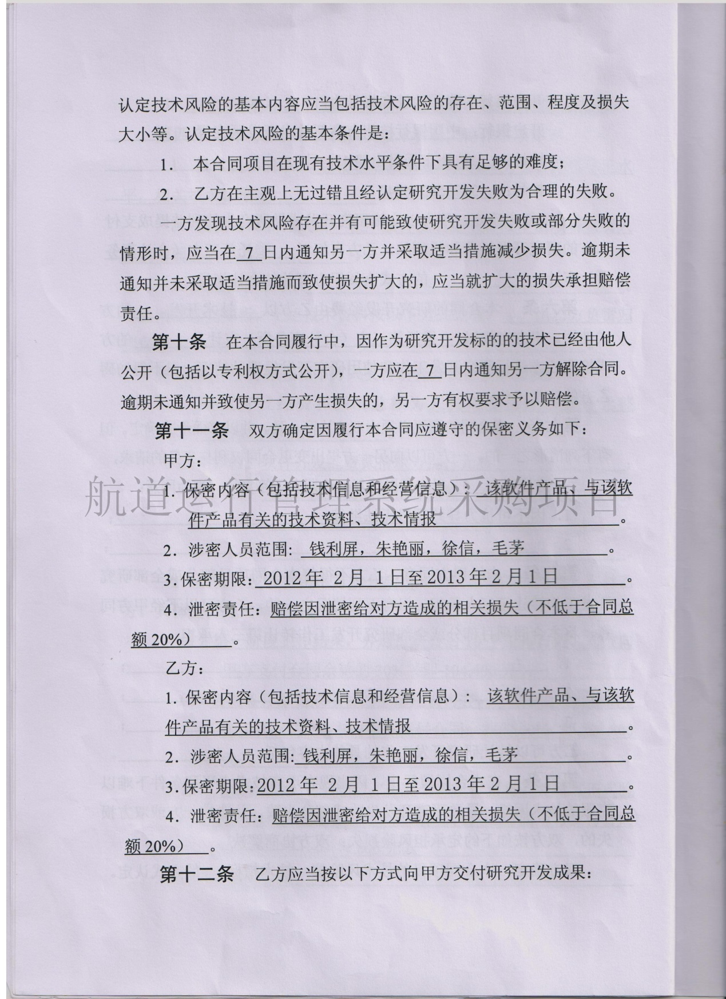 认定技术风险的基本内容应当包括技术风险的存在、范围、程度及损失
大小等。认定技术风险的基本条件是：
1. 本合同项目在现有技术水平条件下具有足够的难度；
2. 乙方在主观上无过错且经认定研究开发失败为合理的失败。
一方发现技术风险存在并有可能致使研究开发失败或部分失败的
情形时，应当在 7 日内通知另一方并采取适当措施减少损失。逾期未
通知并未采取适当措施而致使损失扩大的，应当就扩大的损失承担赔偿
责任。
第十条 在本合同履行中，因作为研究开发标的的技术已经由他人
公开（包括以专利权方式公开），一方应在 7 日内通知另一方解除合同。
逾期未通知并致使另一方产生损失的，另一方有权要求予以赔偿。
第十一条 双方确定因履行本合同应遵守的保密义务如下：
甲方：
航道运行管理系统采购项目
1. 保密内容（包括技术信息和经营信息）： 该软件产品、与该软
件产品有关的技术资料、技术情报 。
2. 涉密人员范围: 钱利屏，朱艳丽，徐信，毛茅 。
3. 保密期限: 2012 年 2 月 1 日至 2013 年 2 月 1 日 。
4. 泄密责任：赔偿因泄密给对方造成的相关损失（不低于合同总
额 20%） 。
乙方：
1. 保密内容（包括技术信息和经营信息）: 该软件产品、与该软
件产品有关的技术资料、技术情报 。
2. 涉密人员范围: 钱利屏，朱艳丽，徐信，毛茅 。
3. 保密期限:2012 年 2 月 1 日至 2013 年 2 月 1 日 。
4. 泄密责任：赔偿因泄密给对方造成的相关损失（不低于合同总
额 20%） 。
第十二条 乙方应当按以下方式向甲方交付研究开发成果：